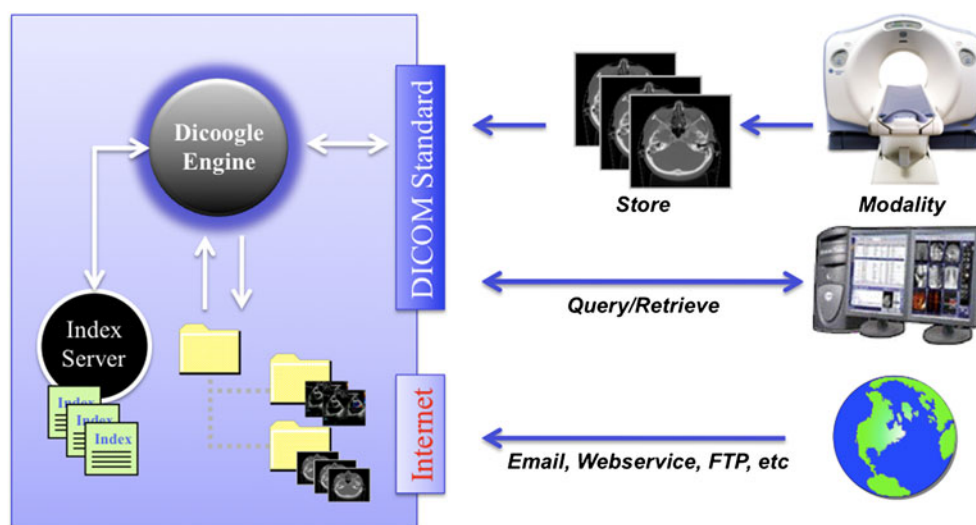 Dicoogle
Engine
DICOM Standard
Store
Modality
Query/Retrieve
Index
Server
Index
Index
Index
Internet
Email, Webservice, FTP, etc